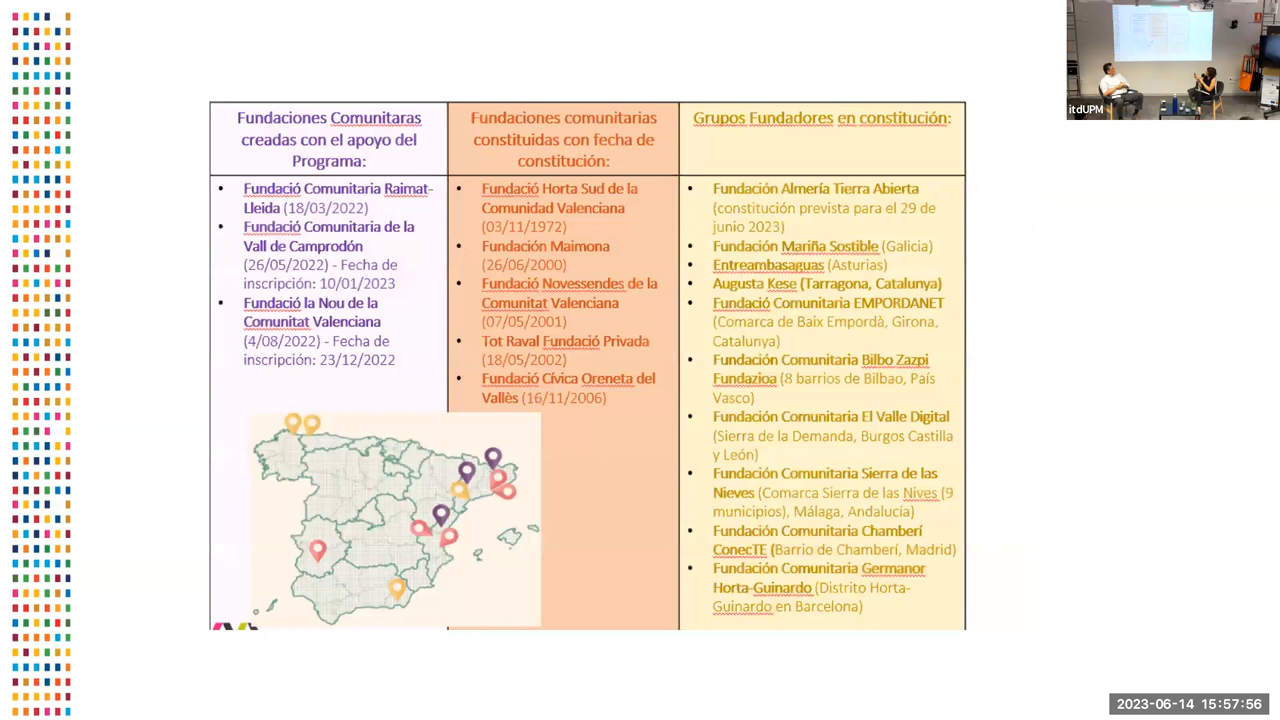 itdUPM
Fundaciones Comunitaras
creadas con el apoyo del
Programa:
Fundació Comunitaria Raimat-
Lleida (18/03/2022)
Fundació Comunitaria de la
Vall de Camprodón
(26/05/2022) - Fecha de
inscripción: 10/01/2023
Fundació la Nou de la
Comunitat Valenciana
(4/08/2022) - Fecha de
inscripción: 23/12/2022
Fundaciones comunitarias
constituidas con fecha de
constitución:
Fundació Horta Sud de la
Comunidad Valenciana
(03/11/1972)
Fundación Maimona
(26/06/2000)
Fundació Novessendes de la
Comunitat Valenciana
(07/05/2001)
Tot Raval Fundació Privada
(18/05/2002)
Fundació Cívica Oreneta del
Vallès (16/11/2006)
Grupos Fundadores en constitución:
Fundación Almería Tierra Abierta
(constitución prevista para el 29 de
junio 2023)
Fundación Mariña Sostible (Galicia)
Entreambasaguas (Asturias)
Augusta Kese (Tarragona, Catalunya)
Fundació Comunitaria EMPORDANET
(Comarca de Baix Empordà, Girona,
Catalunya)
Fundación Comunitaria Bilbo Zazpi
Fundazioa (8 barrios de Bilbao, País
Vasco)
Fundación Comunitaria El Valle Digital
(Sierra de la Demanda, Burgos Castilla
y León)
Fundación Comunitaria Sierra de las
Nieves (Comarca Sierra de las Nives (9
municipios), Málaga, Andalucía)
Fundación Comunitaria Chamberí
ConecTE (Barrio de Chamberí, Madrid)
Fundación Comunitaria Germanor
Horta-Guinardo (Distrito Horta-
Guinardo en Barcelona)
2023-06-14 15:57:56